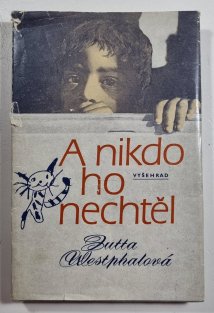 A nikdo
VYŠEHRAD
ho
nechtěl
Jutta
Westphalová